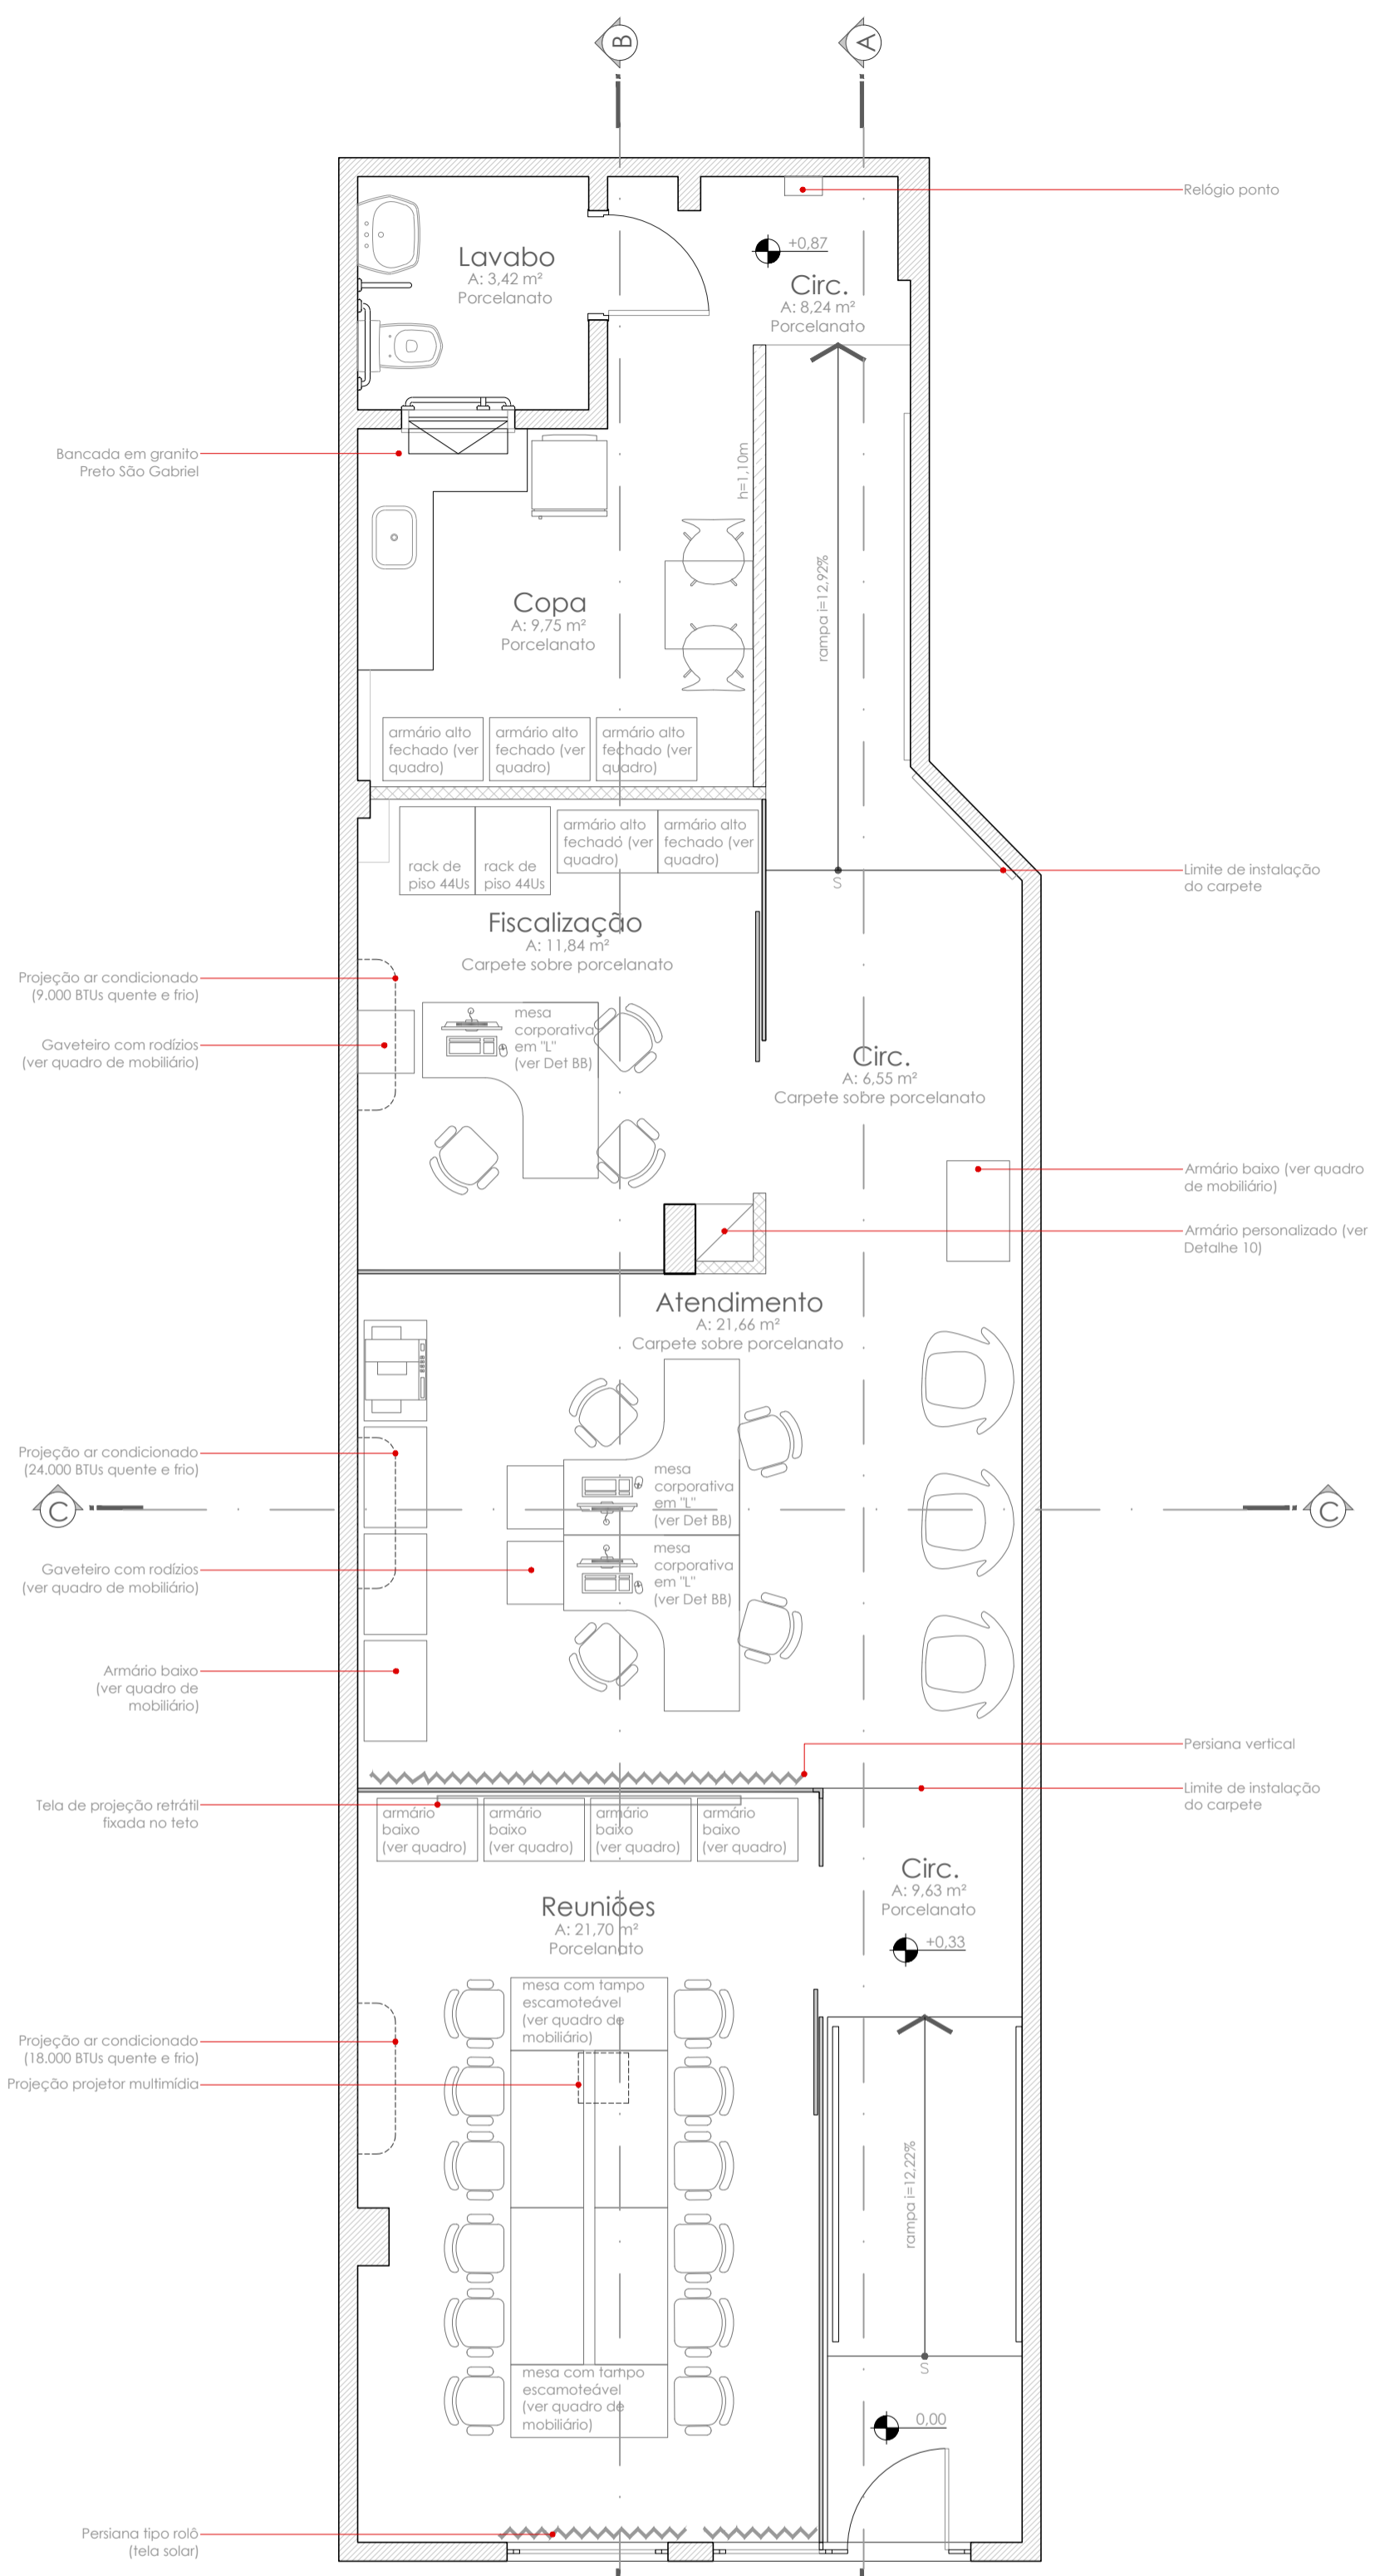 B
A
Relógio ponto
Lavabo
A: 3,42 m²
Porcelanato
+0,87
Circ.
A: 8,24 m²
Porcelanato
Bancada em granito
Preto São Gabriel
h=1,10m
rampa i=12,92%
Copa
A: 9,75 m²
Porcelanato
armário alto
fechado (ver
quadro)
armário alto
fechado (ver
quadro)
armário alto
fechado (ver
quadro)
rack de
piso 44Us
rack de
piso 44Us
armário alto
fechado (ver
quadro)
armário alto
fechado (ver
quadro)
S
Limite de instalação
do carpete
Fiscalização
A: 11,84 m²
Carpete sobre porcelanato
Projeção ar condicionado
(9.000 BTUs quente e frio)
Gaveteiro com rodízios
(ver quadro de mobiliário)
mesa
corporativa
em "L"
(ver Det BB)
Circ.
A: 6,55 m²
Carpete sobre porcelanato
Armário baixo (ver quadro
de mobiliário)
Armário personalizado (ver
Detalhe 10)
Atendimento
A: 21,66 m²
Carpete sobre porcelanato
Projeção ar condicionado
(24.000 BTUs quente e frio)
mesa
corporativa
em "L"
(ver Det BB)
C
C
mesa
corporativa
em "L"
(ver Det BB)
Gaveteiro com rodízios
(ver quadro de mobiliário)
Armário baixo
(ver quadro de
mobiliário)
Persiana vertical
Limite de instalação
do carpete
Tela de projeção retrátil
fixada no teto
armário
baixo
(ver quadro)
armário
baixo
(ver quadro)
armário
baixo
(ver quadro)
armário
baixo
(ver quadro)
Circ.
A: 9,63 m²
Porcelanato
+0,33
Reuniões
A: 21,70 m²
Porcelanato
mesa com tampo
escamoteável
(ver quadro de
mobiliário)
Projeção ar condicionado
(18.000 BTUs quente e frio)
Projeção projetor multimídia
rampa i=12,22%
S
mesa com tampo
escamoteável
(ver quadro de
mobiliário)
0,00
Persiana tipo rolô
(tela solar)